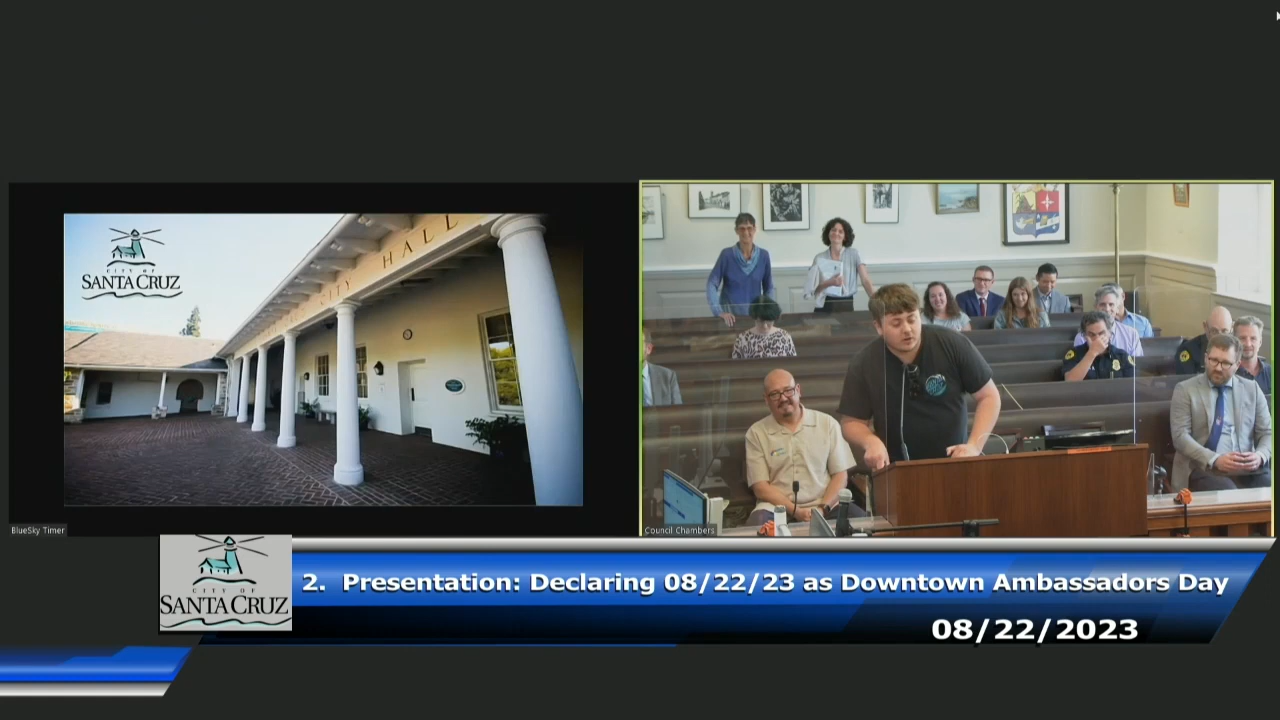 CITY OF
SANTA CRUZ
CITY HALL
BlueSky Timer
Council Chambers
CITY OF
SANTA CRUZ
2. Presentation: Declaring 08/22/23 as Downtown Ambassadors Day
08/22/2023